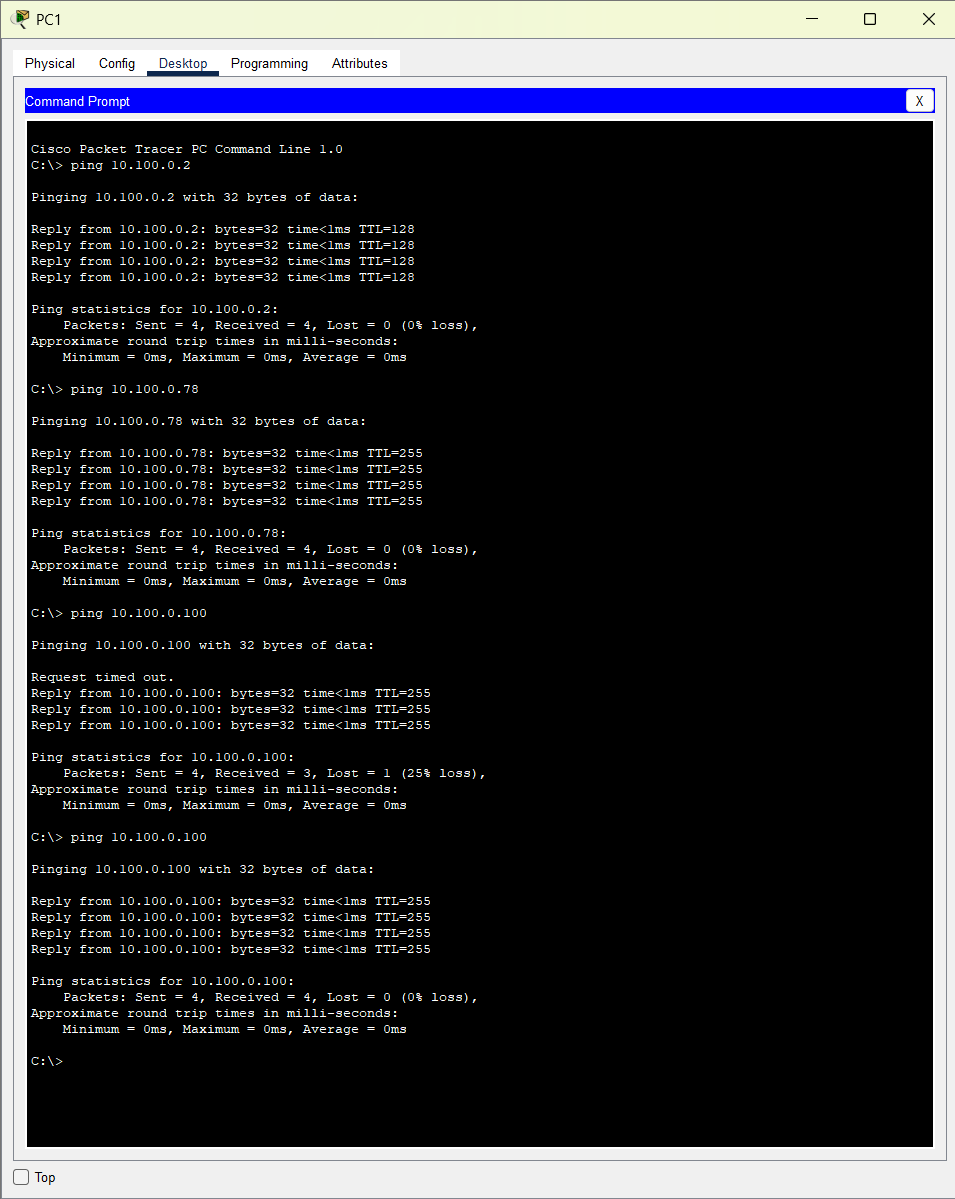 PC1
Physical Config Desktop Programming Attributes
Command Prompt X
Cisco Packet Tracer PC Command Line 1.0
C:\> ping 10.100.0.2
Pinging 10.100.0.2 with 32 bytes of data:
Reply from 10.100.0.2: bytes=32 time<1ms TTL=128
Reply from 10.100.0.2: bytes=32 time<1ms TTL=128
Reply from 10.100.0.2: bytes=32 time<1ms TTL=128
Reply from 10.100.0.2: bytes=32 time<1ms TTL=128
Ping statistics for 10.100.0.2:
Packets: Sent = 4, Received = 4, Lost = 0 (0% loss),
Approximate round trip times in milli-seconds:
Minimum = 0ms, Maximum = 0ms, Average = 0ms
C:\> ping 10.100.0.78
Pinging 10.100.0.78 with 32 bytes of data:
Reply from 10.100.0.78: bytes=32 time<1ms TTL=255
Reply from 10.100.0.78: bytes=32 time<1ms TTL=255
Reply from 10.100.0.78: bytes=32 time<1ms TTL=255
Reply from 10.100.0.78: bytes=32 time<1ms TTL=255
Ping statistics for 10.100.0.78:
Packets: Sent = 4, Received = 4, Lost = 0 (0% loss),
Approximate round trip times in milli-seconds:
Minimum = 0ms, Maximum = 0ms, Average = 0ms
C:\> ping 10.100.0.100
Pinging 10.100.0.100 with 32 bytes of data:
Request timed out.
Reply from 10.100.0.100: bytes=32 time<1ms TTL=255
Reply from 10.100.0.100: bytes=32 time<1ms TTL=255
Reply from 10.100.0.100: bytes=32 time<1ms TTL=255
Ping statistics for 10.100.0.100:
Packets: Sent = 4, Received = 3, Lost = 1 (25% loss),
Approximate round trip times in milli-seconds:
Minimum = 0ms, Maximum = 0ms, Average = 0ms
C:\> ping 10.100.0.100
Pinging 10.100.0.100 with 32 bytes of data:
Reply from 10.100.0.100: bytes=32 time<1ms TTL=255
Reply from 10.100.0.100: bytes=32 time<1ms TTL=255
Reply from 10.100.0.100: bytes=32 time<1ms TTL=255
Reply from 10.100.0.100: bytes=32 time<1ms TTL=255
Ping statistics for 10.100.0.100:
Packets: Sent = 4, Received = 4, Lost = 0 (0% loss),
Approximate round trip times in milli-seconds:
Minimum = 0ms, Maximum = 0ms, Average = 0ms
C:\>
Top